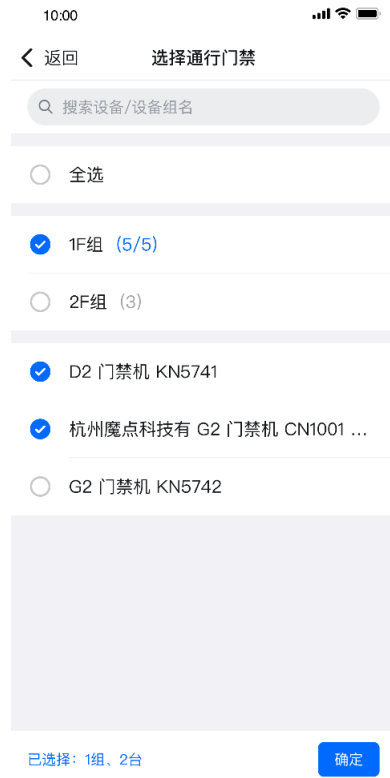 10:00
返回
选择通行门禁
搜索设备/设备组名
全选
1F组 (5/5)
2F组 (3)
D2 门禁机 KN5741
杭州魔点科技有 G2 门禁机 CN1001 ...
G2 门禁机 KN5742
已选择：1组、2台
确定